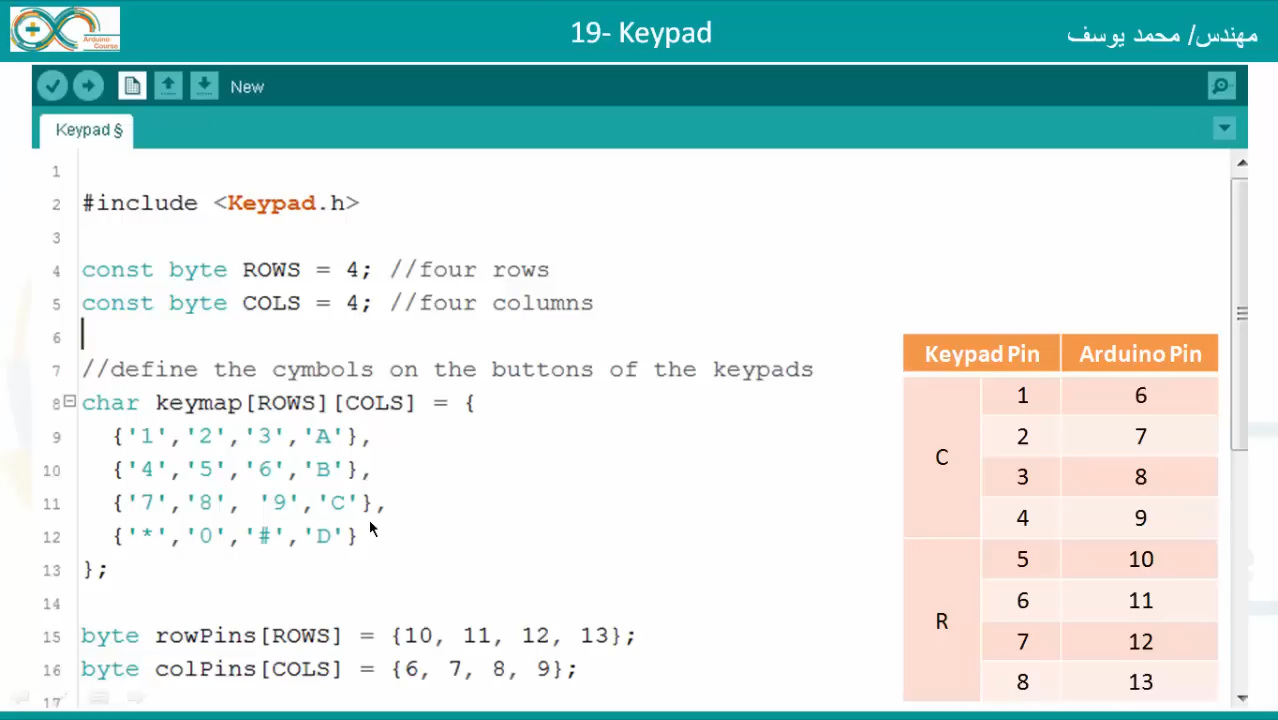 Arduino
Course
19- Keypad
مهندس/ محمد يوسف
New
Keypad §
1
2 #include <Keypad.h>
3
4 const byte ROWS = 4; //four rows
5 const byte COLS = 4; //four columns
6
7 //define the cymbols on the buttons of the keypads
8 char keymap[ROWS][COLS] = {
9 {'1','2','3','A'},
10 {'4','5','6','B'},
11 {'7','8', '9','C'},
12 {'*','0','#','D'}
13 };
14
15 byte rowPins[ROWS] = {10, 11, 12, 13};
16 byte colPins[COLS] = {6, 7, 8, 9};
17
Keypad Pin Arduino Pin
C
1 6
2 7
3 8
4 9
R
5 10
6 11
7 12
8 13